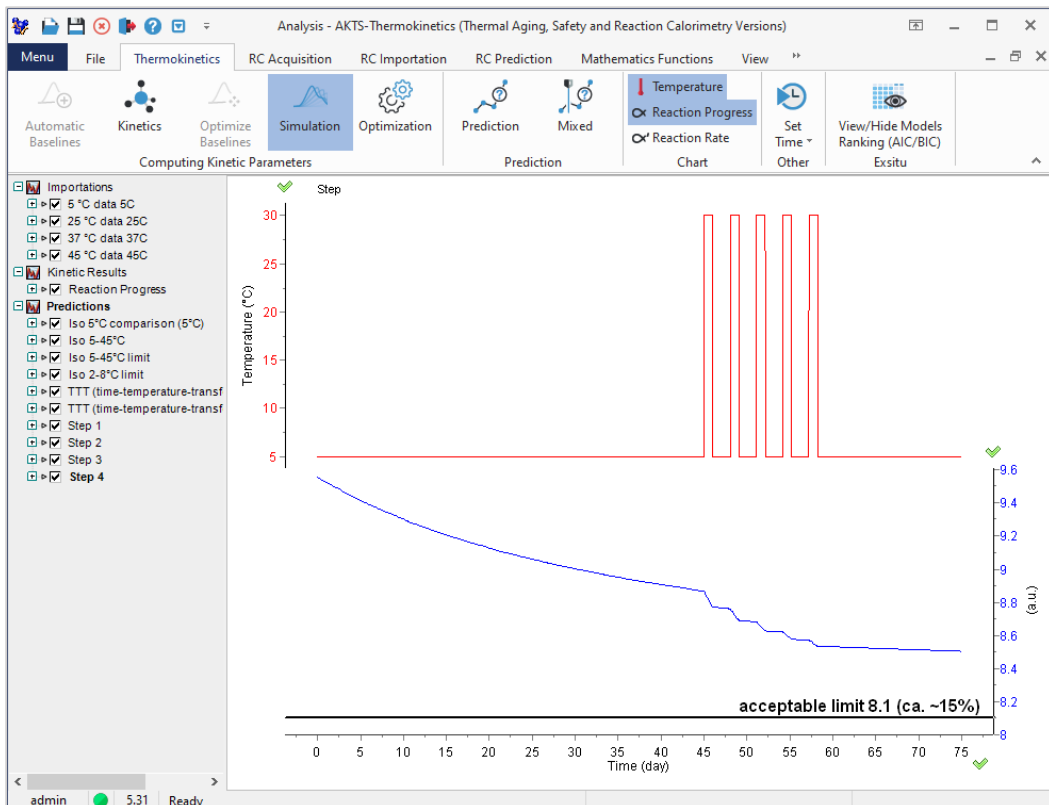 Analysis - AKTS-Thermokinetics (Thermal Aging, Safety and Reaction Calorimetry Versions)
Menu File Thermokinetics RC Acquisition RC Importation RC Prediction Mathematics Functions View
Automatic Baselines
Kinetics
Optimize Baselines
Simulation
Optimization
Computing Kinetic Parameters
Prediction
Mixed
Prediction
Temperature
α Reaction Progress
α' Reaction Rate
Chart
Set Time
Other
View/Hide Models Ranking (AIC/BIC)
Exsitu
Importations
5 °C data 5C
25 °C data 25C
37 °C data 37C
45 °C data 45C
Kinetic Results
Reaction Progress
Predictions
Iso 5°C comparison (5°C)
Iso 5-45°C
Iso 5-45°C limit
Iso 2-8°C limit
TTT (time-temperature-transf
TTT (time-temperature-transf
Step 1
Step 2
Step 3
Step 4
Step
30
25
20
15
10
5
Temperature (°C)
9.6
9.4
9.2
9
8.8
8.6
8.4
8.2
8
(a.u.)
acceptable limit 8.1 (ca. ~15%)
0 5 10 15 20 25 30 35 40 45 50 55 60 65 70 75
Time (day)
admin 5.31 Ready